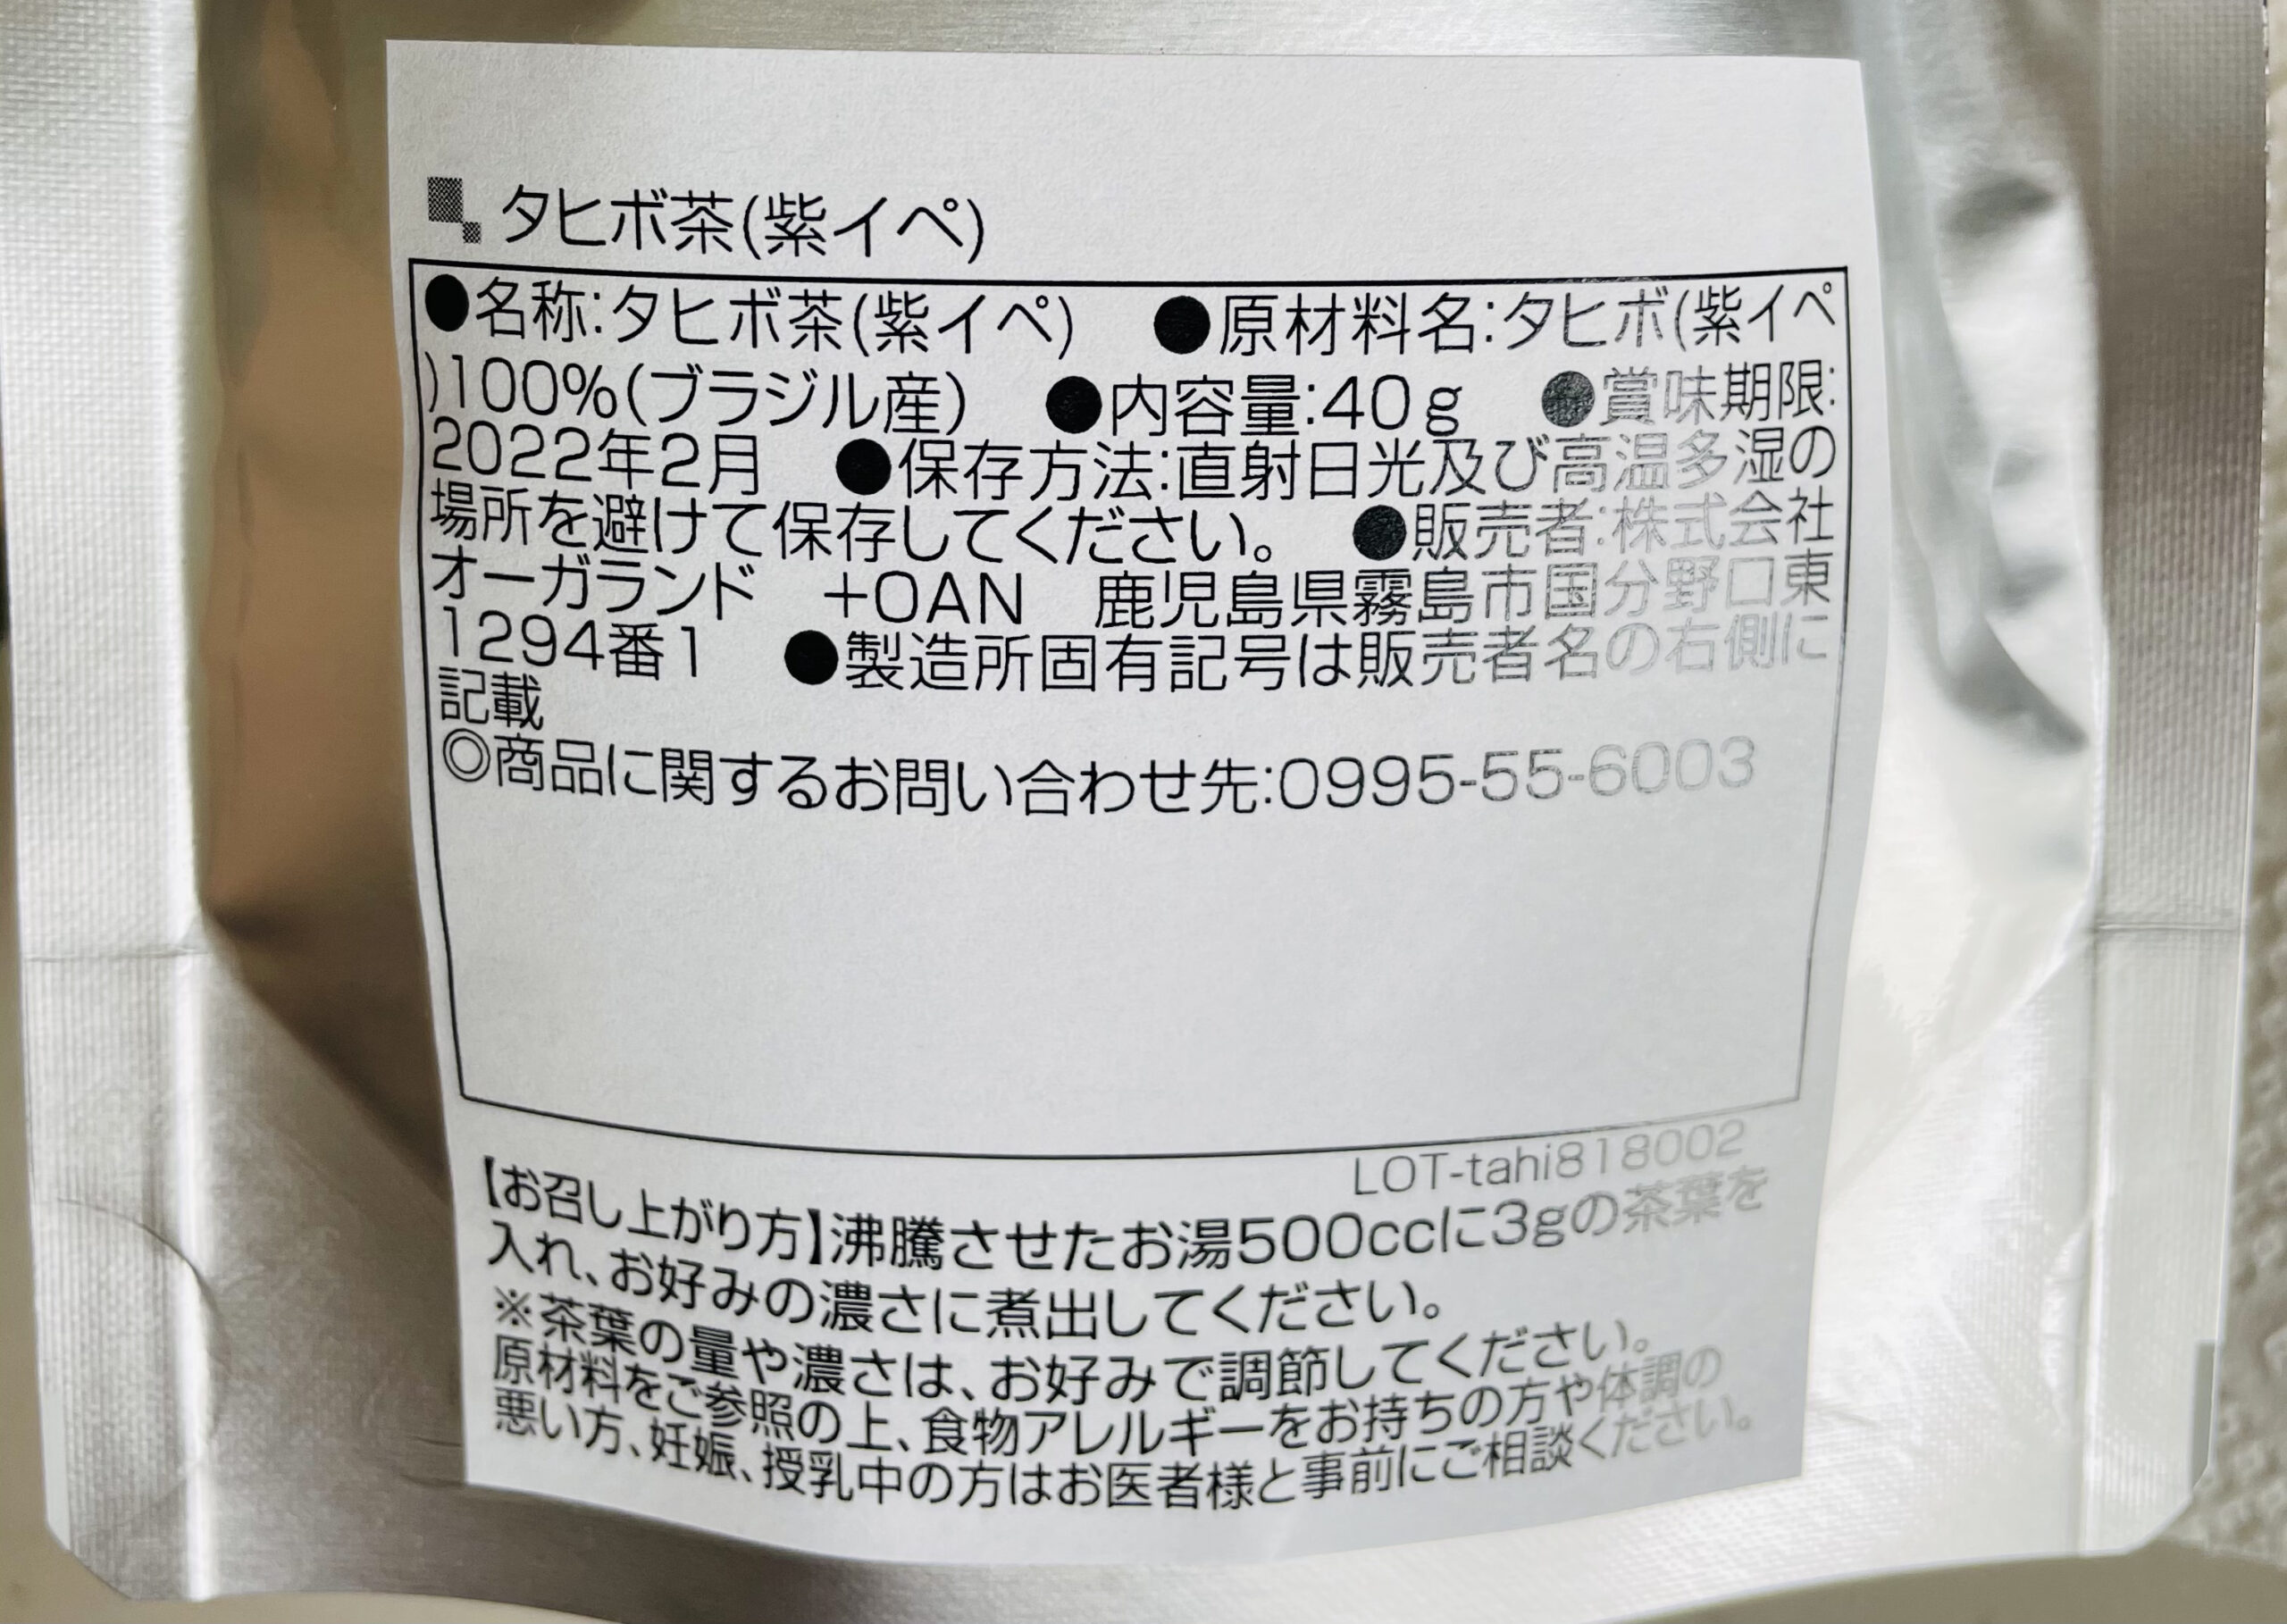 タヒボ茶(紫イペ)
●名称:タヒボ茶(紫イペ) ●原材料名:タヒボ(紫イペ
)100%(ブラジル産) ●内容量:40g ●賞味期限:
2022年2月 ●保存方法:直射日光及び高温多湿の
場所を避けて保存してください。 ●販売者:株式会社
オーガランド +OAN 鹿児島県霧島市国分野口東
1294番1 ●製造所固有記号は販売者名の右側に
記載
◎商品に関するお問い合わせ先:0995-55-6003
LOT-tahi818002
【お召し上がり方】沸騰させたお湯500ccに3gの茶葉を
入れ、お好みの濃さに煮出してください。
※茶葉の量や濃さは、お好みで調節してください。
原材料をご参照の上、食物アレルギーをお持ちの方や体調の
悪い方、妊娠、授乳中の方はお医者様と事前にご相談ください。